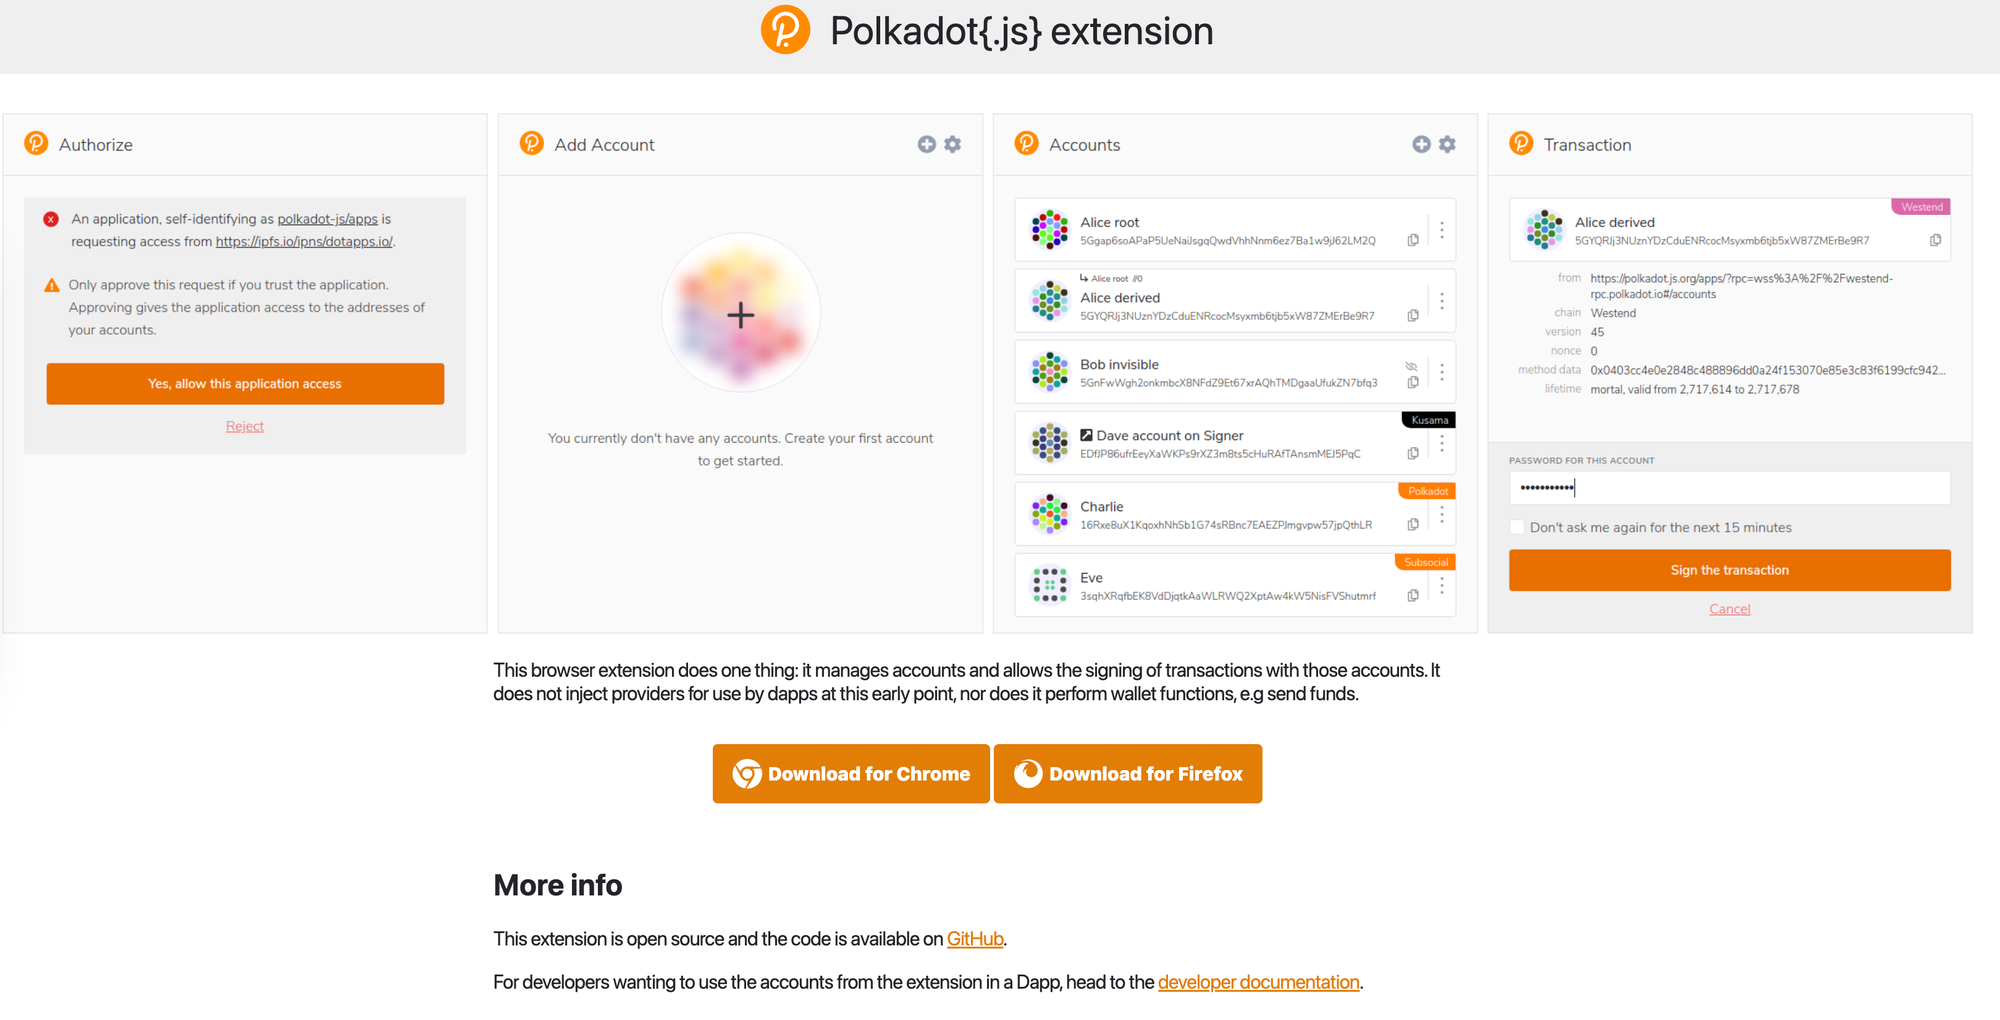 Polkadot{.js} extension
Authorize
An application, self-identifying as polkadot-js/apps is
requesting access from https://ipfs.io/ipns/dotapps.io/.
Only approve this request if you trust the application.
Approving gives the application access to the addresses of
your accounts.
Yes, allow this application access
Reject
Add Account
You currently don't have any accounts. Create your first account
to get started.
Accounts
Alice root
5Ggap6soAPaP5UeNaiJsgqQwdVhhNnm6ez7Ba1w9jJ62LM2Q
Alice root //0
Alice derived
5GYQRJj3NUznYDzCduENRcocMsyxmb6tjb5xW87ZMErBe9R7
Bob invisible
5GnFwWgh2onkmbcX8NFdZ9Et67xrAQhTMDgaaUfukZN7bfq3
Kusama
Dave account on Signer
EDfJP86ufrEeyXaWKPs9rXZ3m8ts5cHuRAfTAnsmMEJ5PqC
Polkadot
Charlie
16Rxe8uX1KqoxhNhSb1G74sRBnc7EAEZPJmgvpw57jpQthLR
Subsocial
Eve
3sqhXRqfbEK8VdDjqtkAaWLRWQ2XptAw4kW5NisFVShutmrf
Transaction
Westend
Alice derived
5GYQRJj3NUznYDzCduENRcocMsyxmb6tjb5xW87ZMErBe9R7
from https://polkadot.js.org/apps/?rpc=wss%3A%2F%2Fwestend-
rpc.polkadot.io#/accounts
chain Westend
version 45
nonce 0
method data 0x0403cc4e0e2848c488896dd0a24f153070e85e3c83f6199cfc942...
lifetime mortal, valid from 2,717,614 to 2,717,678
PASSWORD FOR THIS ACCOUNT
•••••••••••
Don't ask me again for the next 15 minutes
Sign the transaction
Cancel
This browser extension does one thing: it manages accounts and allows the signing of transactions with those accounts. It
does not inject providers for use by dapps at this early point, nor does it perform wallet functions, e.g send funds.
Download for Chrome
Download for Firefox
More info
This extension is open source and the code is available on GitHub.
For developers wanting to use the accounts from the extension in a Dapp, head to the developer documentation.